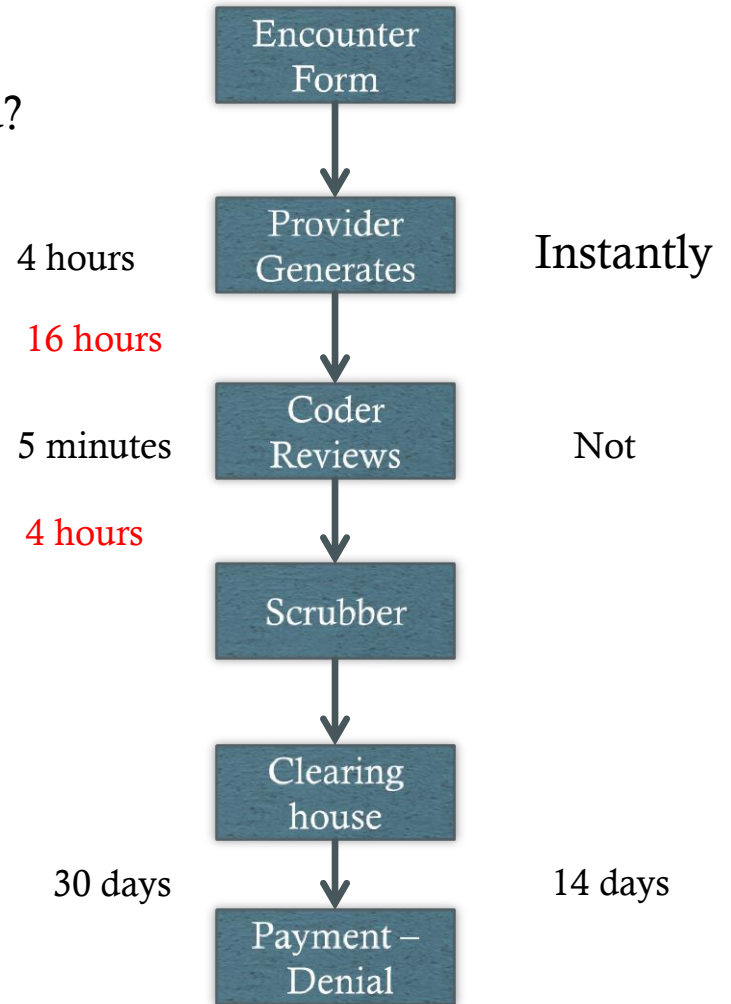 Encounter
Form
?
Provider
Generates
4 hours
Instantly
16 hours
Coder
Reviews
5 minutes
Not
4 hours
Scrubber
Clearing
house
30 days
14 days
Payment –
Denial